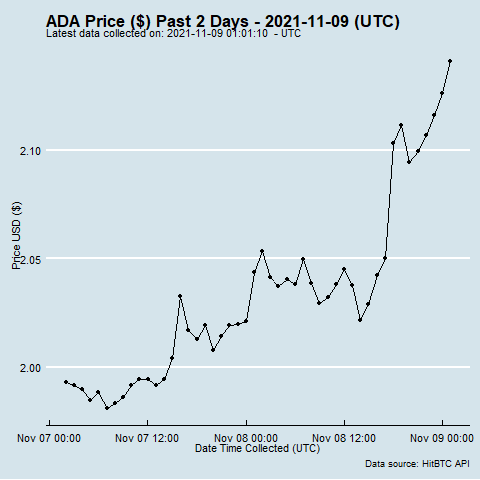 ADA Price ($) Past 2 Days - 2021-11-09 (UTC)
Latest data collected on: 2021-11-09 01:01:10 - UTC
2.10
2.05
2.00
Price USD ($)
Nov 07 00:00 Nov 07 12:00 Nov 08 00:00 Nov 08 12:00 Nov 09 00:00
Date Time Collected (UTC)
Data source: HitBTC API